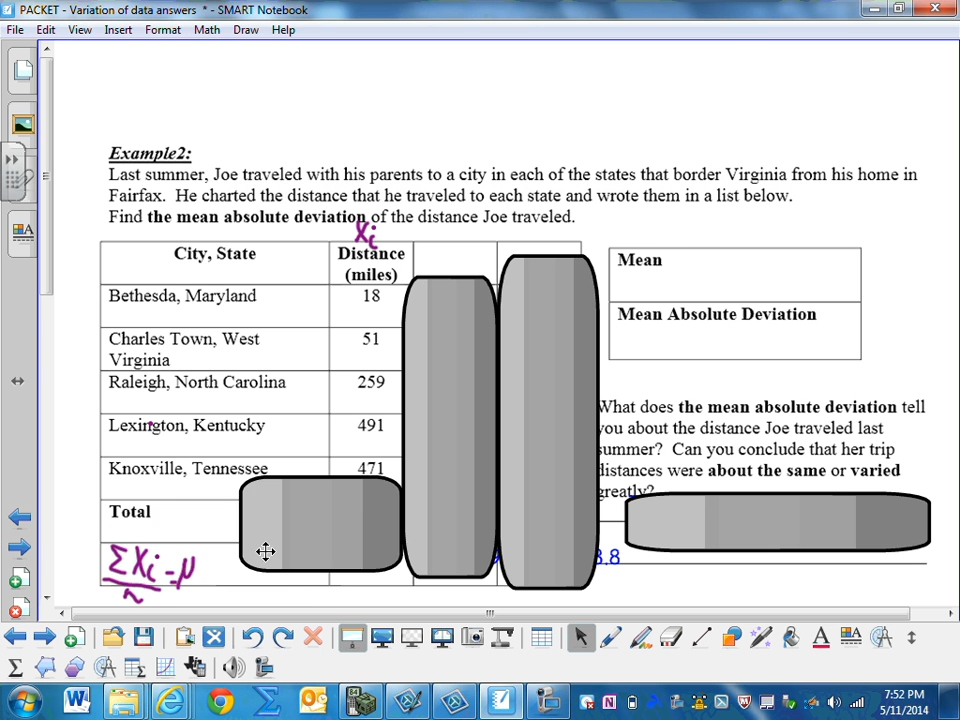 PACKET - Variation of data answers * - SMART Notebook
File Edit View Insert Format Math Draw Help
Example2:
Last summer, Joe traveled with his parents to a city in each of the states that border Virginia from his home in
Fairfax. He charted the distance that he traveled to each state and wrote them in a list below.
Find the mean absolute deviation of the distance Joe traveled.
Xi
City, State Distance
(miles)
Bethesda, Maryland 18
Charles Town, West
Virginia 51
Raleigh, North Carolina 259
Lexington, Kentucky 491
Knoxville, Tennessee 471
Total
ΣXi = μ
n
Mean
Mean Absolute Deviation
What does the mean absolute deviation tell
you about the distance Joe traveled last
summer? Can you conclude that her trip
distances were about the same or varied
greatly?
3.8
7:52 PM
5/11/2014